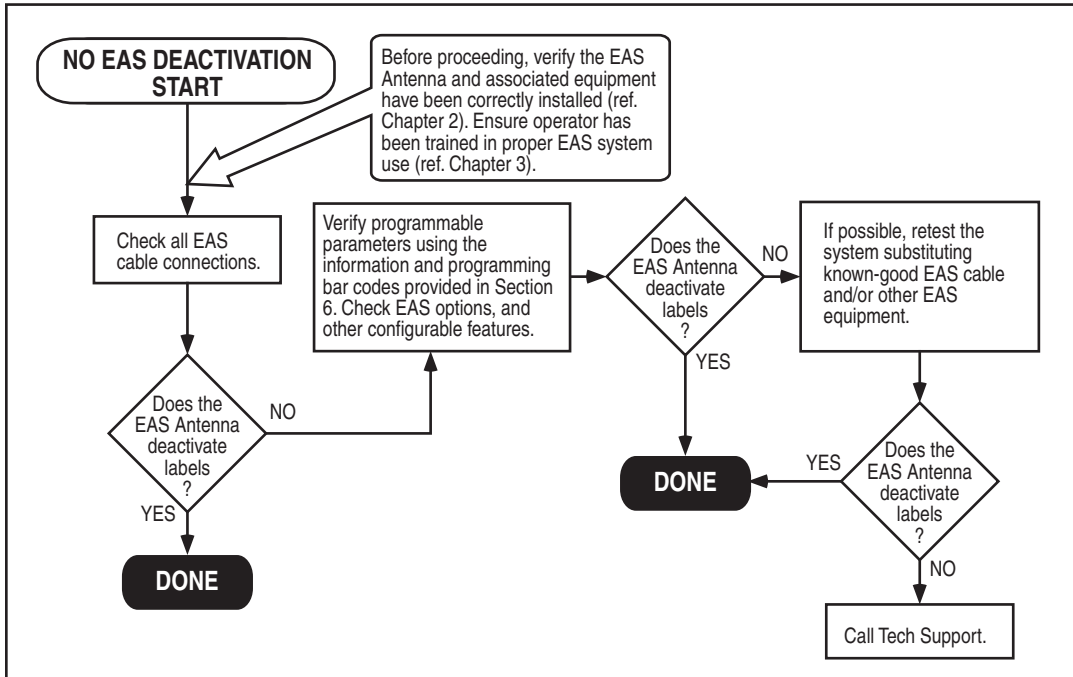 NO EAS DEACTIVATION
START
Before proceeding, verify the EAS
Antenna and associated equipment
have been correctly installed (ref.
Chapter 2). Ensure operator has
been trained in proper EAS system
use (ref. Chapter 3).
Check all EAS
cable connections.
Does the
EAS Antenna
deactivate
labels
?
YES
DONE
NO
Verify programmable
parameters using the
information and programming
bar codes provided in Section
6. Check EAS options, and
other configurable features.
Does the
EAS Antenna
deactivate
labels
?
YES
DONE
NO
If possible, retest the
system substituting
known-good EAS cable
and/or other EAS
equipment.
Does the
EAS Antenna
deactivate
labels
?
YES
NO
Call Tech Support.